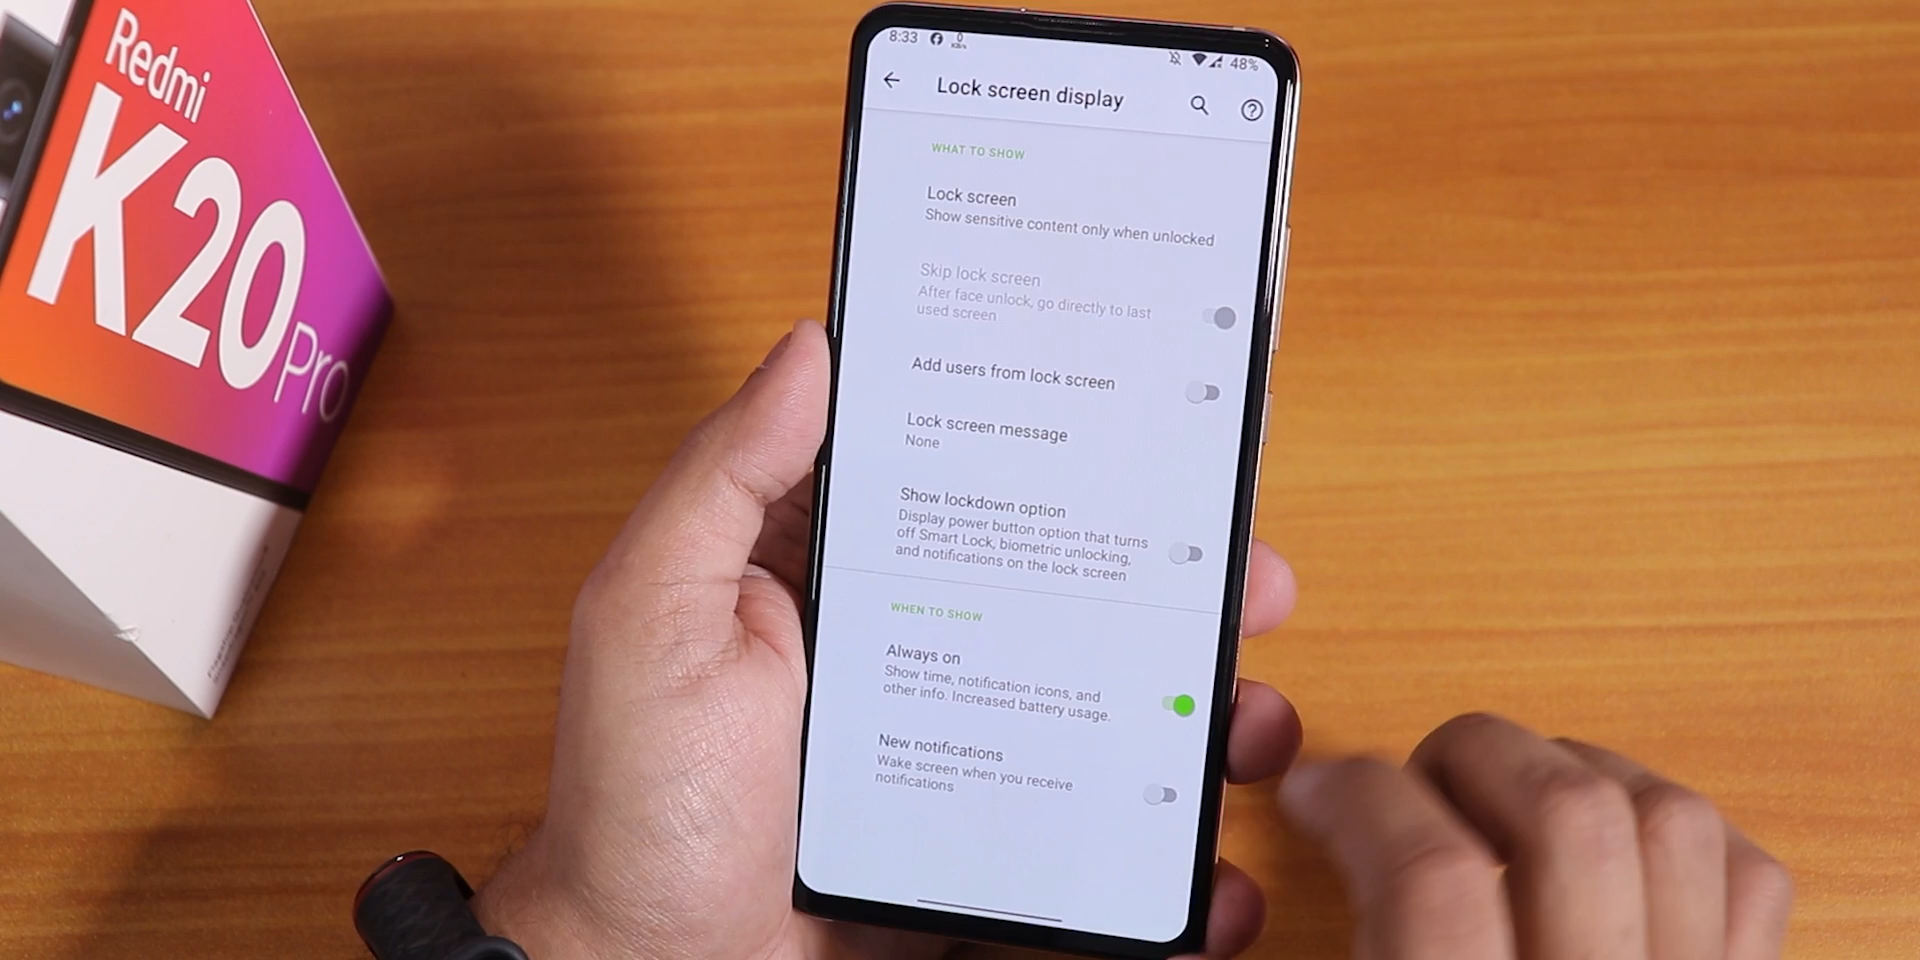 Redmi
K20 Pro
8:33
0
KB/s
48%
Lock screen display
WHAT TO SHOW
Lock screen
Show sensitive content only when unlocked
Skip lock screen
After face unlock, go directly to last
used screen
Add users from lock screen
Lock screen message
None
Show lockdown option
Display power button option that turns
off Smart Lock, biometric unlocking,
and notifications on the lock screen
WHEN TO SHOW
Always on
Show time, notification icons, and
other info. Increased battery usage.
New notifications
Wake screen when you receive
notifications